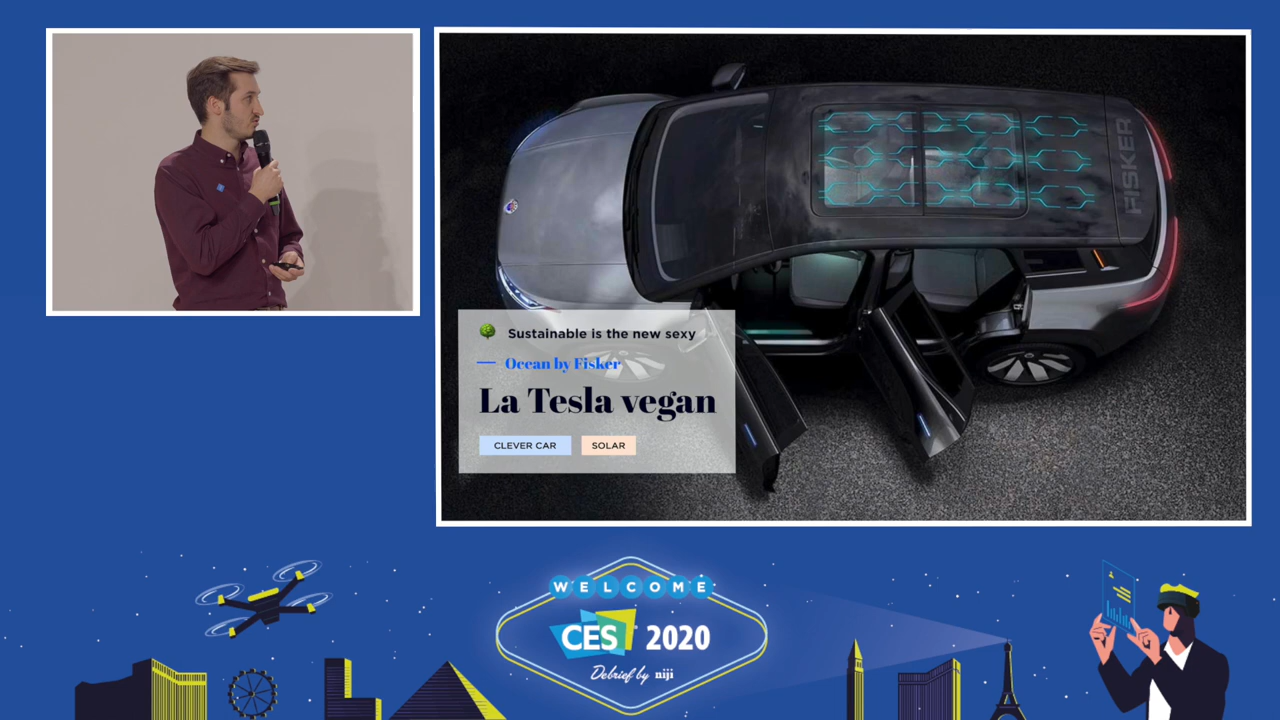 FISKER
Sustainable is the new sexy
Ocean by Fisker
La Tesla vegan
CLEVER CAR
SOLAR
WELCOME
CES 2020
Debrief by niji